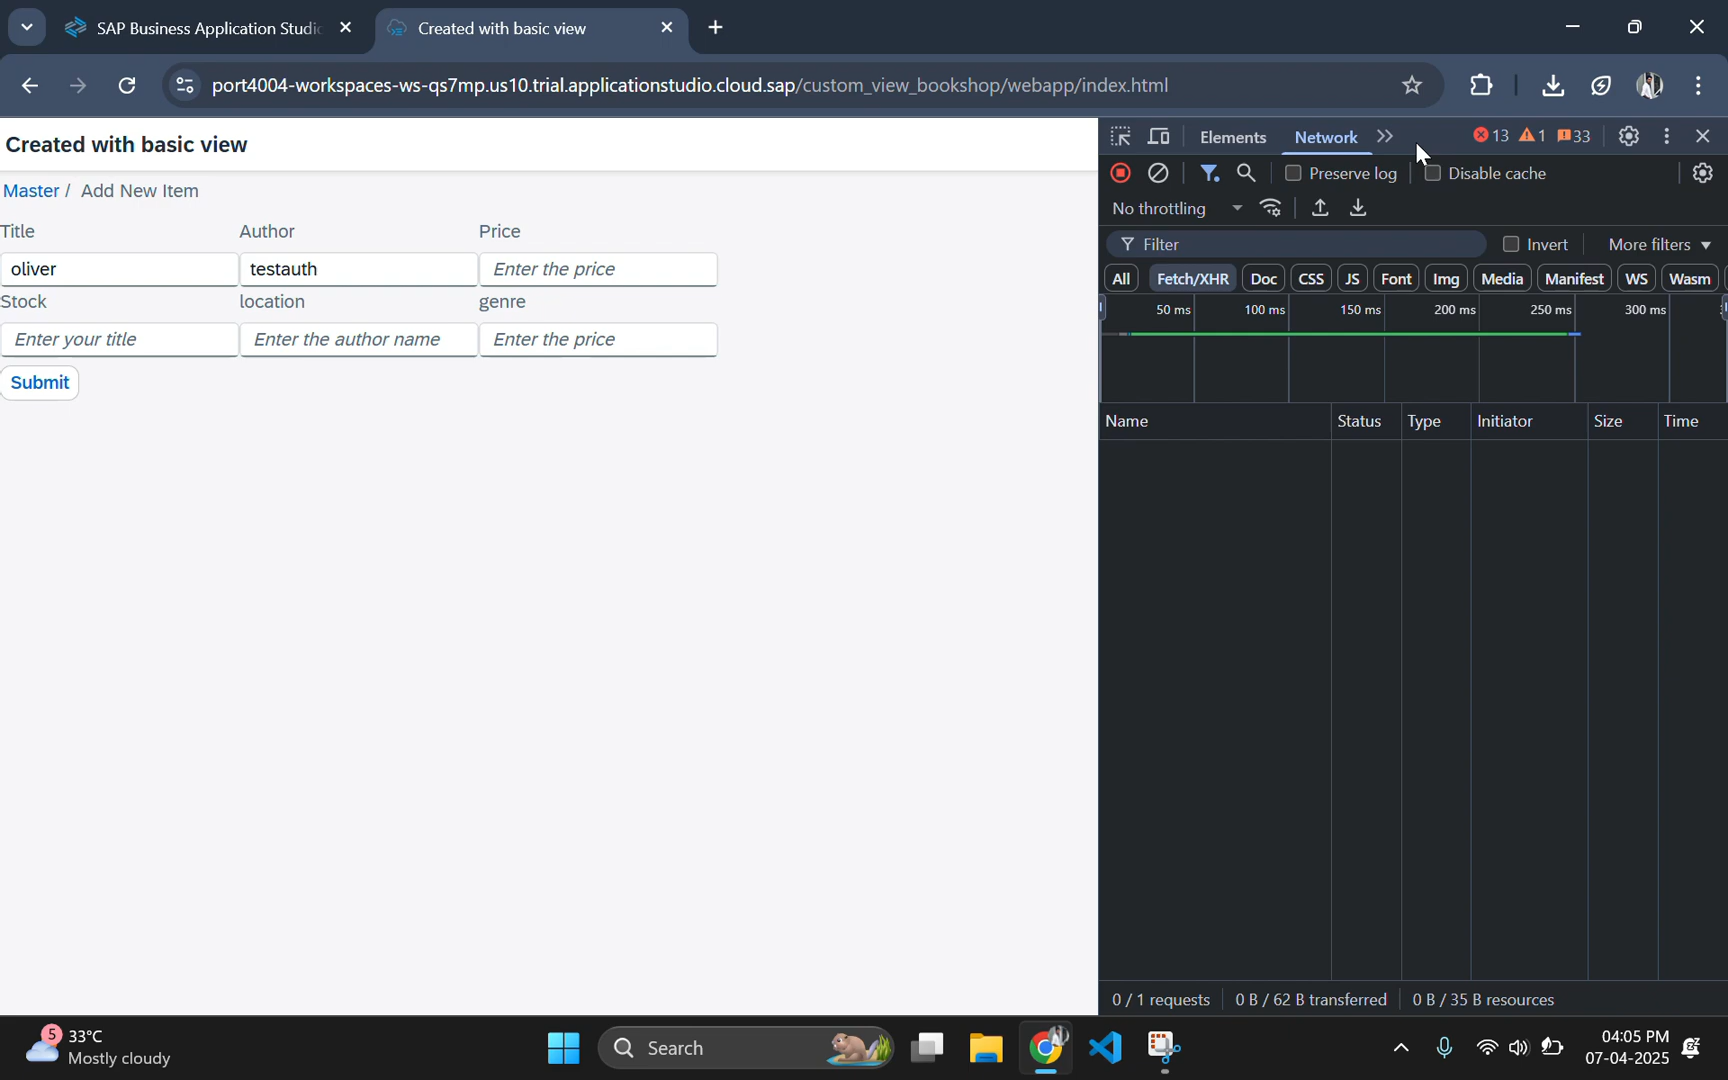 SAP Business Application Studio
Created with basic view
port4004-workspaces-ws-qs7mp.us10.trial.applicationstudio.cloud.sap/custom_view_bookshop/webapp/index.html
Created with basic view
Master / Add New Item
Title Author Price
oliver testauth Enter the price
Stock location genre
Enter your title Enter the author name Enter the price
Submit
Elements Network 13 1 33
Preserve log Disable cache
No throttling
Filter Invert More filters
All Fetch/XHR Doc CSS JS Font Img Media Manifest WS Wasm
50 ms 100 ms 150 ms 200 ms 250 ms 300 ms
Name Status Type Initiator Size Time
0 / 1 requests 0 B / 62 B transferred 0 B / 35 B resources
5 33°C
Mostly cloudy
Search
04:05 PM
07-04-2025